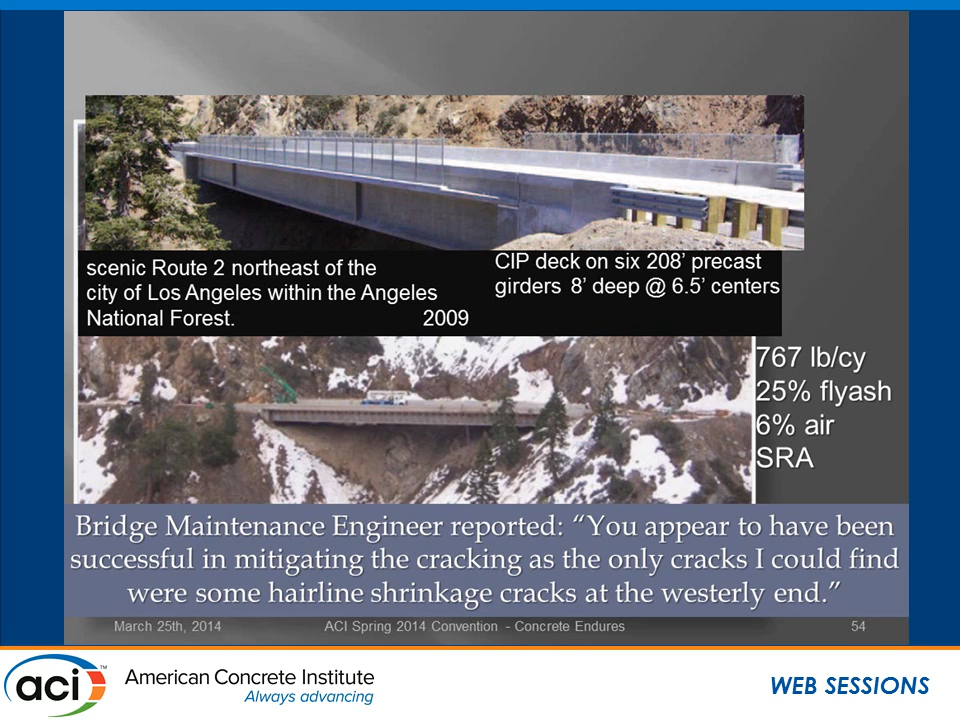 scenic Route 2 northeast of the
city of Los Angeles within the Angeles
National Forest. 2009
CIP deck on six 208’ precast
girders 8’ deep @ 6.5’ centers
767 lb/cy
25% flyash
6% air
SRA
Bridge Maintenance Engineer reported: “You appear to have been
successful in mitigating the cracking as the only cracks I could find
were some hairline shrinkage cracks at the westerly end.”
March 25th, 2014 ACI Spring 2014 Convention - Concrete Endures 54
aci™
American Concrete Institute
Always advancing
WEB SESSIONS